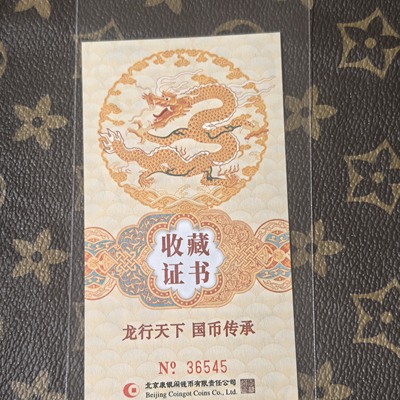 收藏
证书
龙行天下 国币传承
Nº 36545
北京康银阁钱币有限责任公司
Beijing Coingot Coins Co., Ltd.